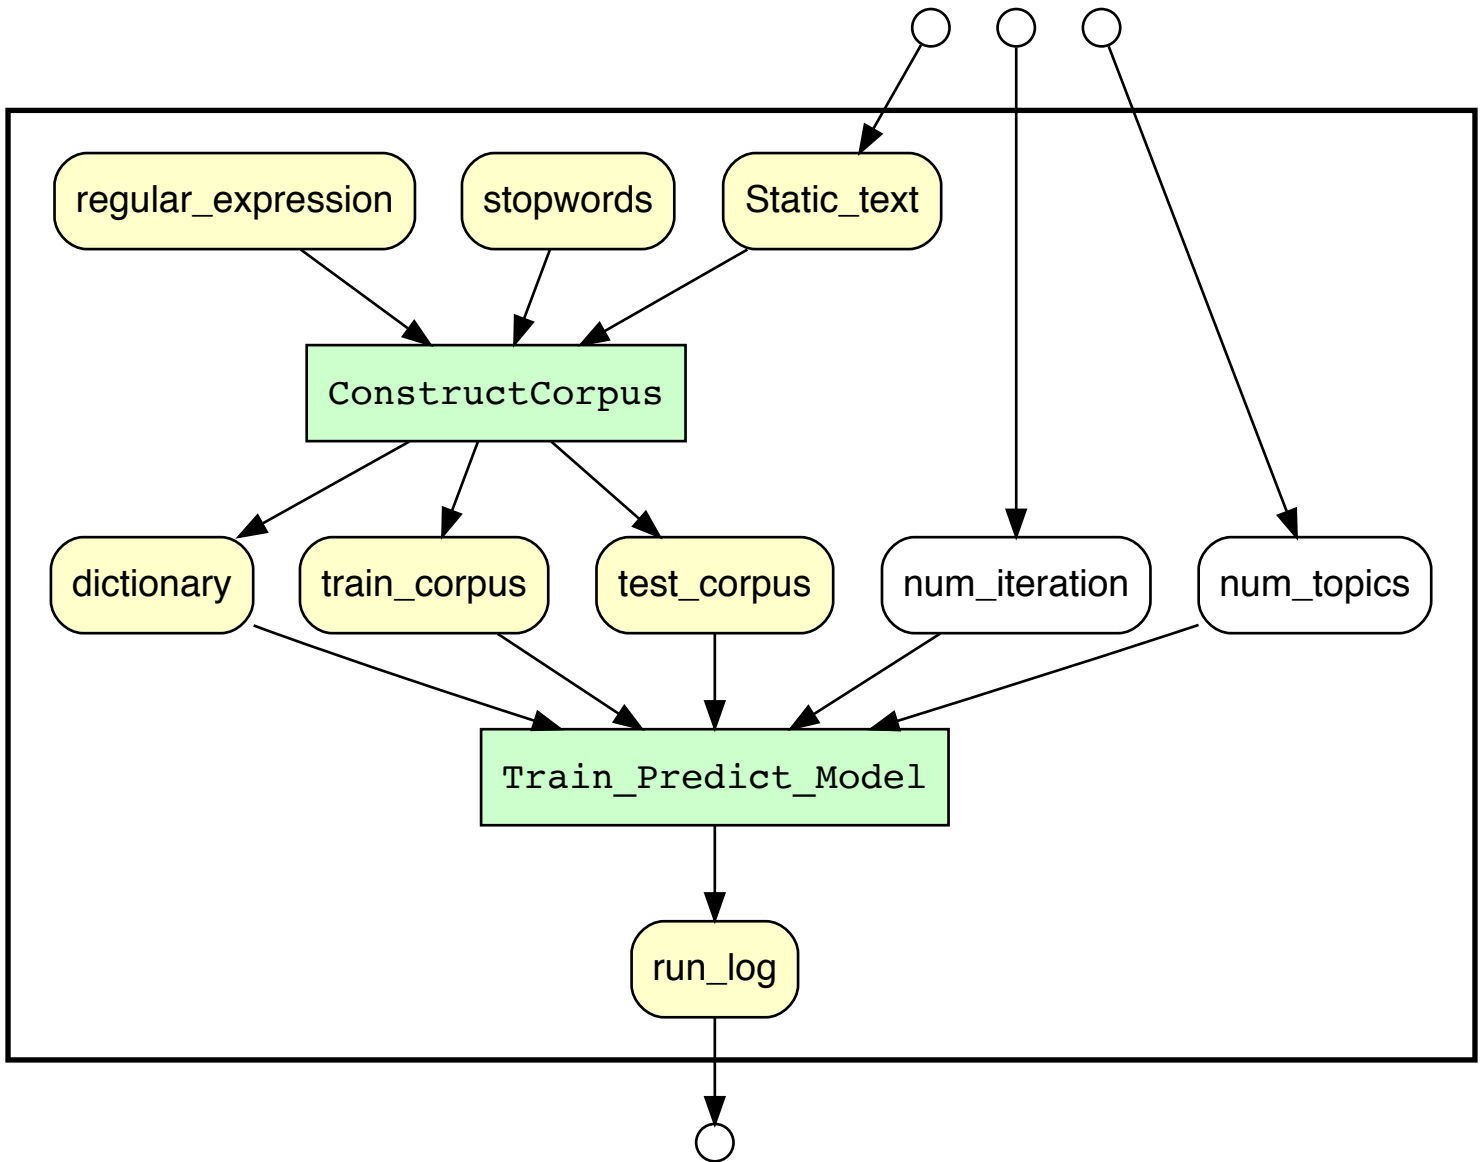 regular_expression
stopwords
Static_text
ConstructCorpus
dictionary
train_corpus
test_corpus
num_iteration
num_topics
Train_Predict_Model
run_log